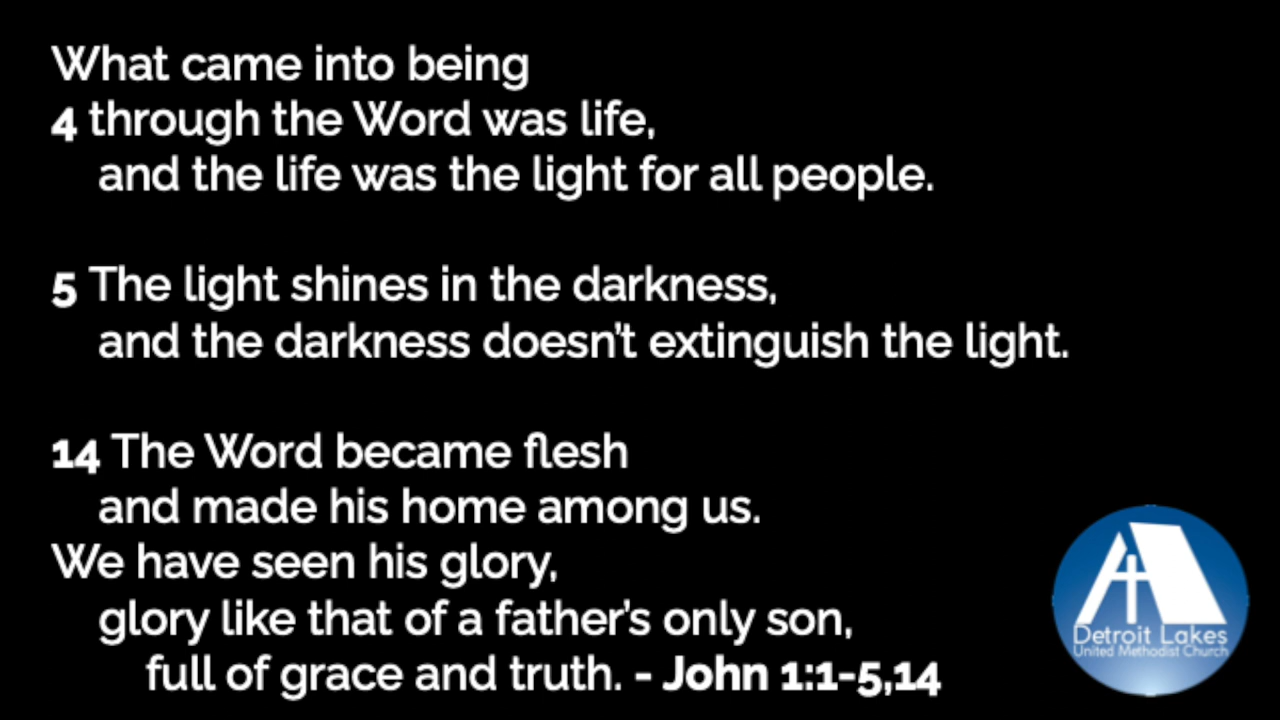 What came into being
4 through the Word was life,
and the life was the light for all people.
5 The light shines in the darkness,
and the darkness doesn’t extinguish the light.
14 The Word became flesh
and made his home among us.
We have seen his glory,
glory like that of a father’s only son,
full of grace and truth. - John 1:1-5,14
Detroit Lakes
United Methodist Church